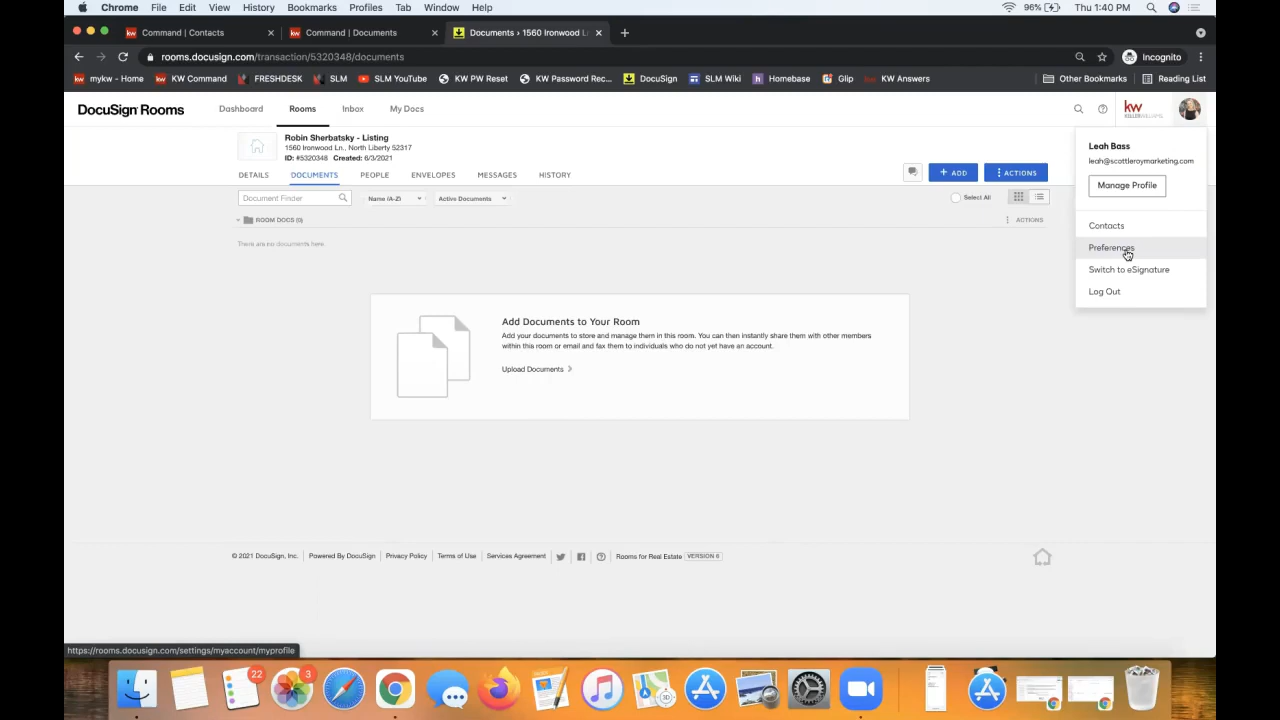 Chrome File Edit View History Bookmarks Profiles Tab Window Help 96% Thu 1:40 PM
Command | Contacts Command | Documents Documents › 1560 Ironwood L
rooms.docusign.com/transaction/5320348/documents Incognito
mykw - Home KW Command FRESHDESK SLM SLM YouTube KW PW Reset KW Password Rec... DocuSign SLM Wiki Homebase Glip KW Answers Other Bookmarks Reading List
DocuSign Rooms Dashboard Rooms Inbox My Docs kw KELLERWILLIAMS
Robin Sherbatsky - Listing
1560 Ironwood Ln., North Liberty 52317
ID: #5320348 Created: 6/3/2021
DETAILS DOCUMENTS PEOPLE ENVELOPES MESSAGES HISTORY
+ ADD ACTIONS
Document Finder Name (A-Z) Active Documents Select All
ROOM DOCS (0) ACTIONS
There are no documents here.
Leah Bass
leah@scottleroymarketing.com
Manage Profile
Contacts
Preferences
Switch to eSignature
Log Out
Add Documents to Your Room
Add your documents to store and manage them in this room. You can then instantly share them with other members
within this room or email and fax them to individuals who do not yet have an account.
Upload Documents
© 2021 DocuSign, Inc. Powered By DocuSign Privacy Policy Terms of Use Services Agreement Rooms for Real Estate VERSION 6
https://rooms.docusign.com/settings/myaccount/myprofile
22 3 3D